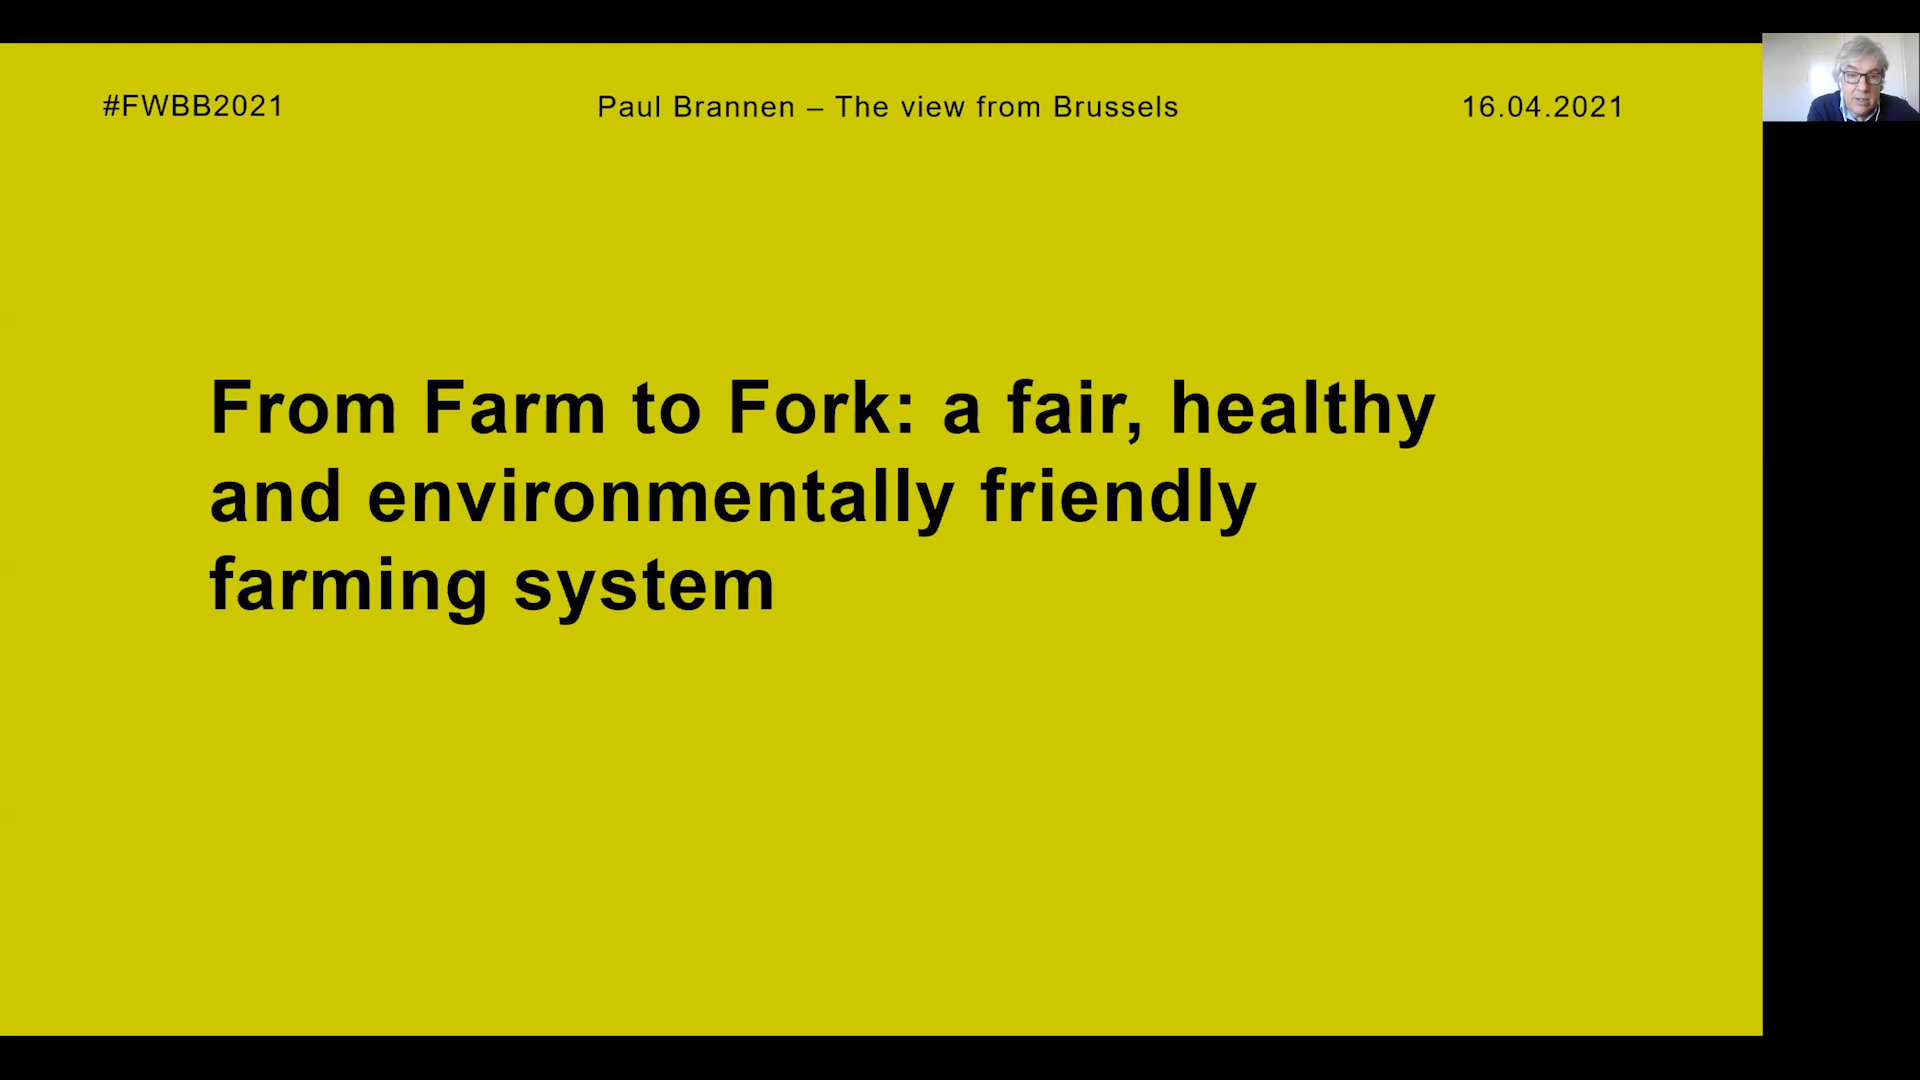 #FWBB2021
Paul Brannen – The view from Brussels
16.04.2021
From Farm to Fork: a fair, healthy
and environmentally friendly
farming system